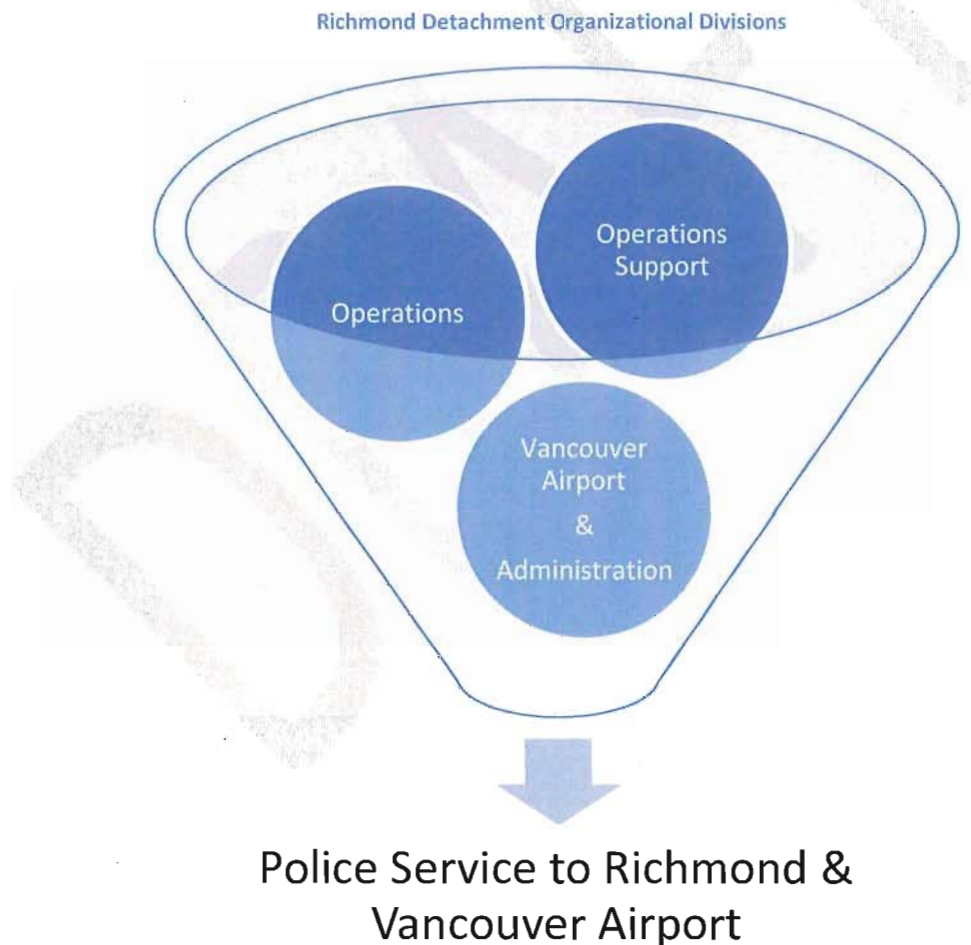 Richmond Detachment Organizational Divisions
Operations
Support
Operations
Vancouver
Airport
&
Administration
Police Service to Richmond &
Vancouver Airport